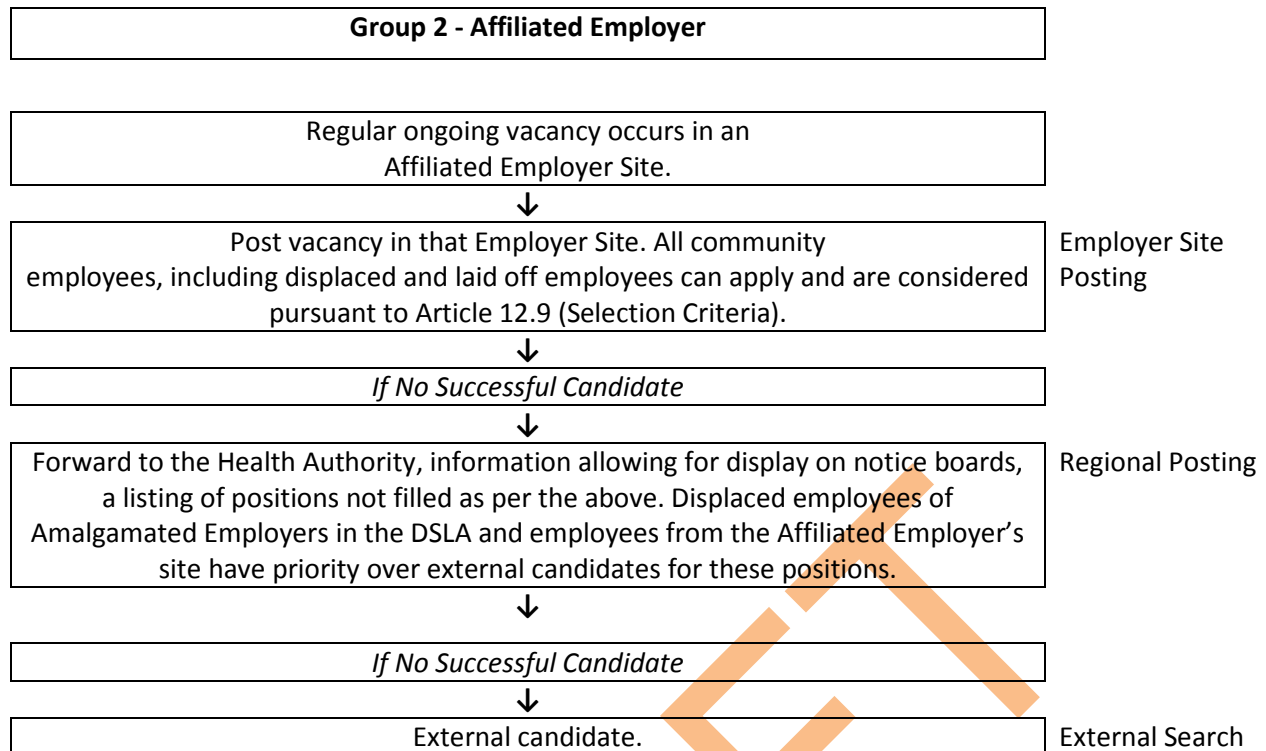 Group 2 - Affiliated Employer
Regular ongoing vacancy occurs in an
Affiliated Employer Site.
↓
Post vacancy in that Employer Site. All community
employees, including displaced and laid off employees can apply and are considered
pursuant to Article 12.9 (Selection Criteria).
Employer Site
Posting
↓
If No Successful Candidate
↓
Forward to the Health Authority, information allowing for display on notice boards,
a listing of positions not filled as per the above. Displaced employees of
Amalgamated Employers in the DSLA and employees from the Affiliated Employer’s
site have priority over external candidates for these positions.
Regional Posting
↓
If No Successful Candidate
↓
External candidate.
External Search